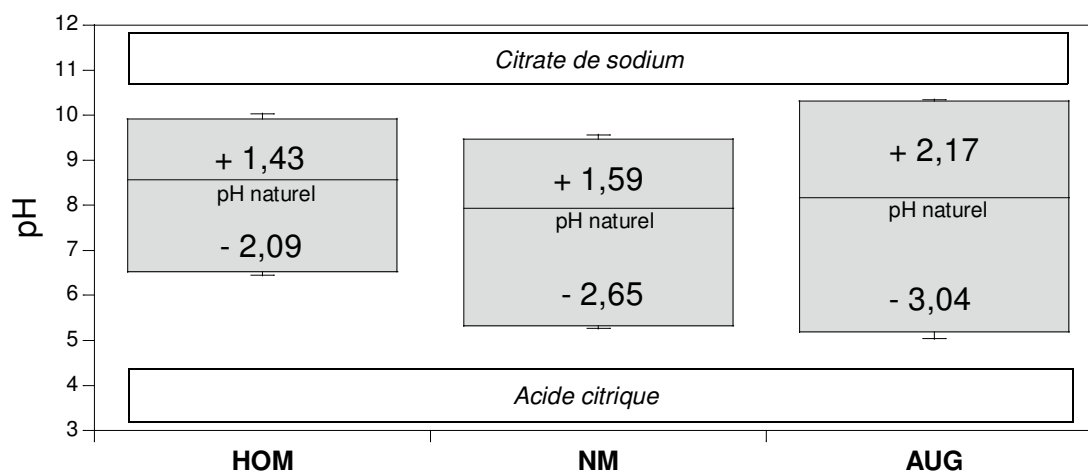 12
11
10
9
8
7
6
5
4
3
pH
Citrate de sodium
+ 1,43
pH naturel
- 2,09
+ 1,59
pH naturel
- 2,65
+ 2,17
pH naturel
- 3,04
Acide citrique
HOM
NM
AUG